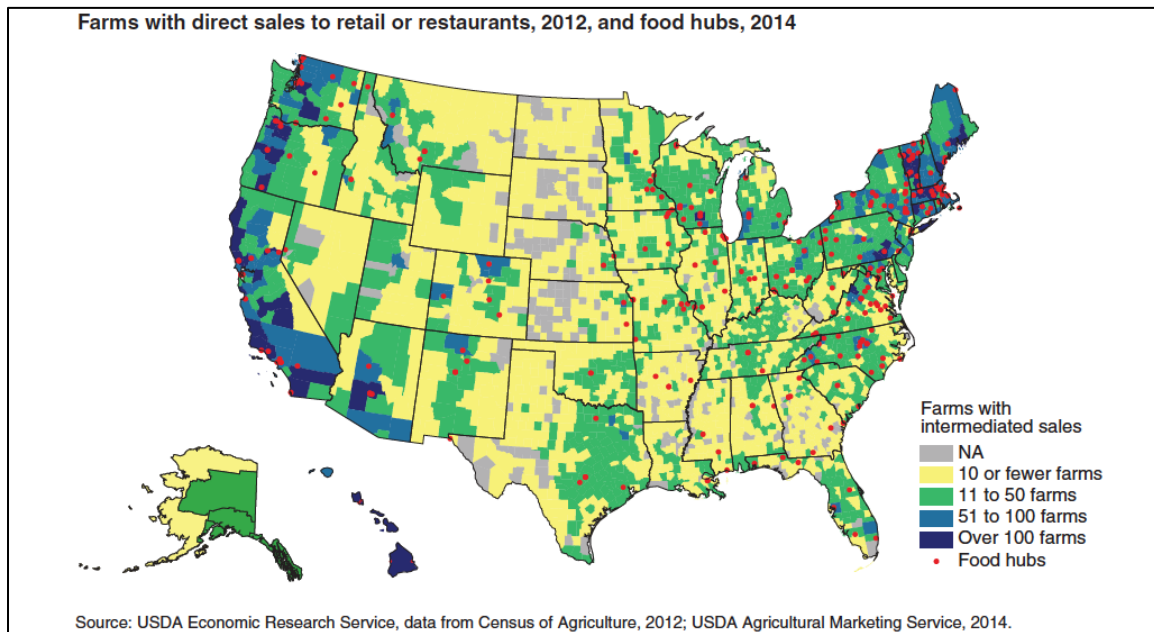 Farms with direct sales to retail or restaurants, 2012, and food hubs, 2014
Farms with
intermediated sales
NA
10 or fewer farms
11 to 50 farms
51 to 100 farms
Over 100 farms
Food hubs
Source: USDA Economic Research Service, data from Census of Agriculture, 2012; USDA Agricultural Marketing Service, 2014.